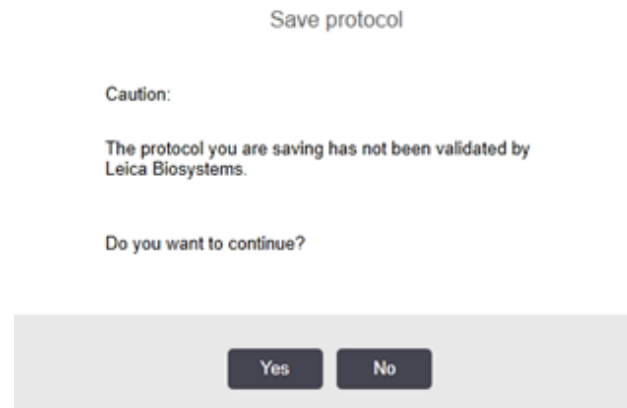 Save protocol
Caution:
The protocol you are saving has not been validated by
Leica Biosystems.
Do you want to continue?
Yes No